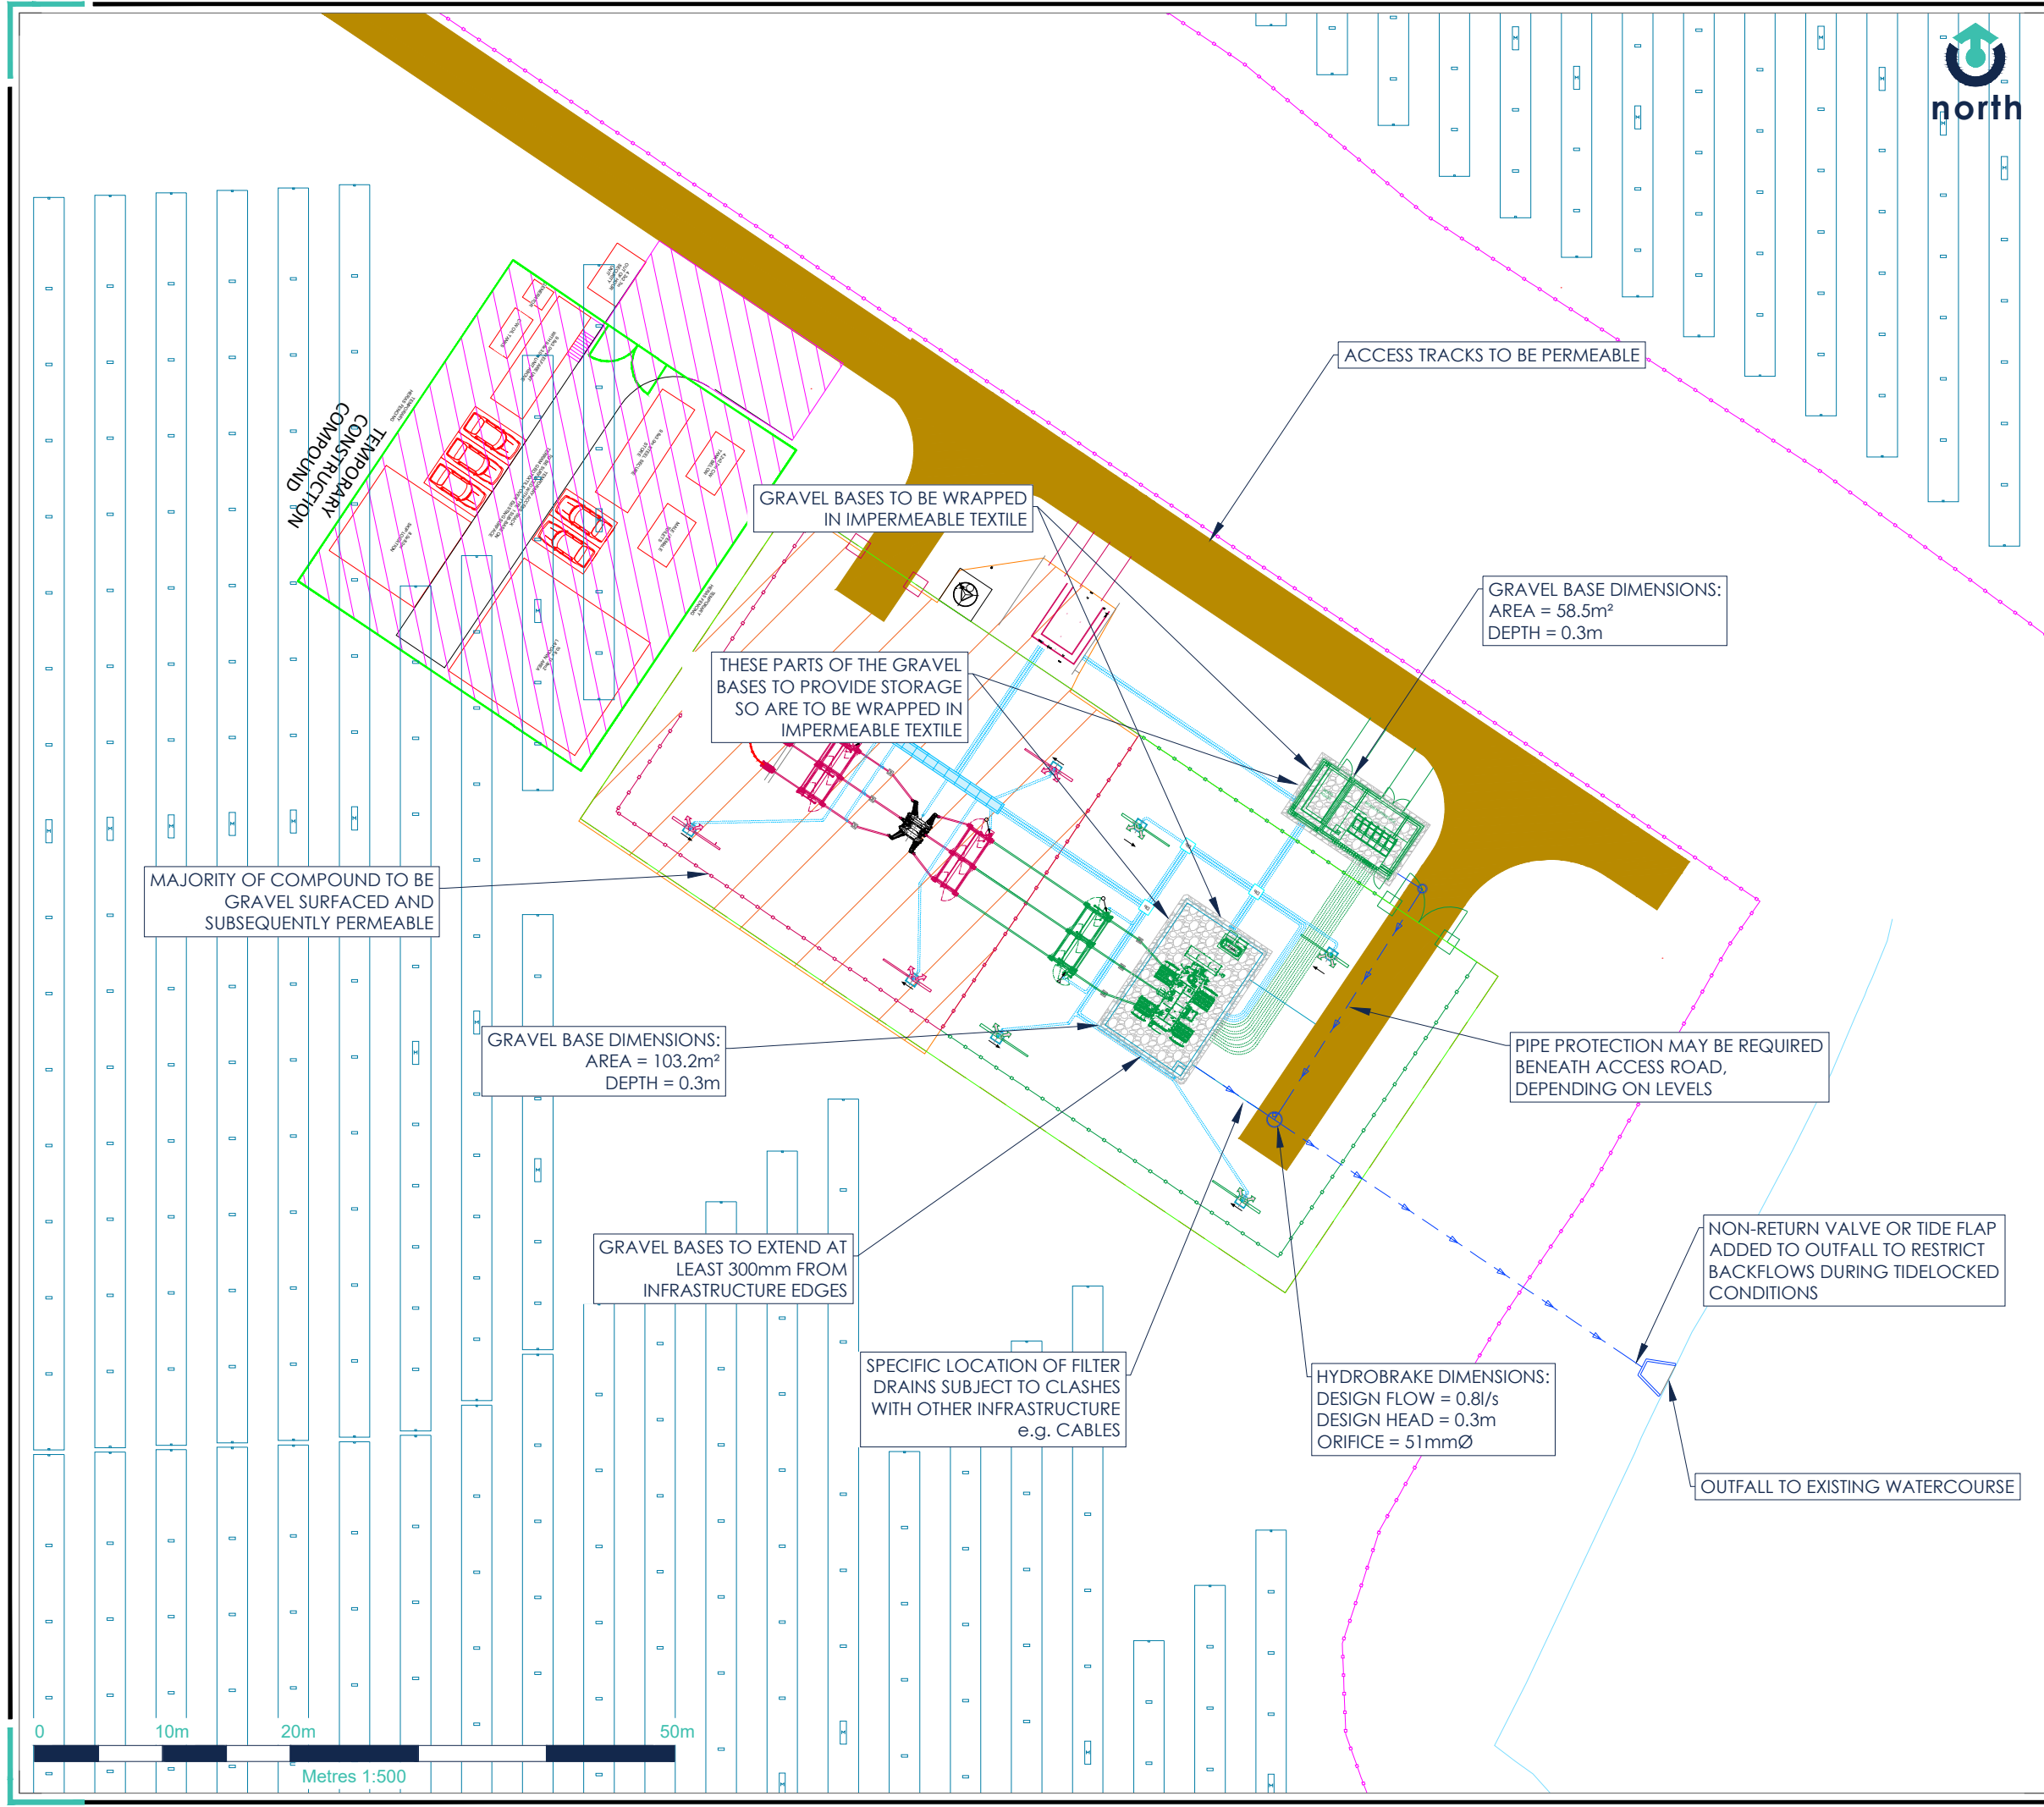 north
ACCESS TRACKS TO BE PERMEABLE
TEMPORARY
CONSTRUCTION
COMPOUND
GRAVEL BASES TO BE WRAPPED
IN IMPERMEABLE TEXTILE
GRAVEL BASE DIMENSIONS:
AREA = 58.5m²
DEPTH = 0.3m
THESE PARTS OF THE GRAVEL
BASES TO PROVIDE STORAGE
SO ARE TO BE WRAPPED IN
IMPERMEABLE TEXTILE
MAJORITY OF COMPOUND TO BE
GRAVEL SURFACED AND
SUBSEQUENTLY PERMEABLE
GRAVEL BASE DIMENSIONS:
AREA = 103.2m²
DEPTH = 0.3m
PIPE PROTECTION MAY BE REQUIRED
BENEATH ACCESS ROAD,
DEPENDING ON LEVELS
GRAVEL BASES TO EXTEND AT
LEAST 300mm FROM
INFRASTRUCTURE EDGES
NON-RETURN VALVE OR TIDE FLAP
ADDED TO OUTFALL TO RESTRICT
BACKFLOWS DURING TIDELOCKED
CONDITIONS
SPECIFIC LOCATION OF FILTER
DRAINS SUBJECT TO CLASHES
WITH OTHER INFRASTRUCTURE
e.g. CABLES
HYDROBRAKE DIMENSIONS:
DESIGN FLOW = 0.8l/s
DESIGN HEAD = 0.3m
ORIFICE = 51mmØ
OUTFALL TO EXISTING WATERCOURSE
0 10m 20m 50m
Metres 1:500